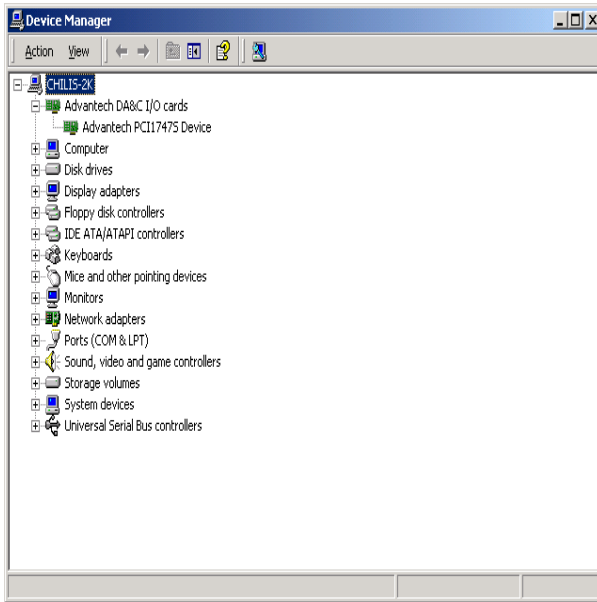 Device Manager
Action View
CHILIS-2K
Advantech DA&C I/O cards
Advantech PCI1747S Device
Computer
Disk drives
Display adapters
Floppy disk controllers
IDE ATA/ATAPI controllers
Keyboards
Mice and other pointing devices
Monitors
Network adapters
Ports (COM & LPT)
Sound, video and game controllers
Storage volumes
System devices
Universal Serial Bus controllers